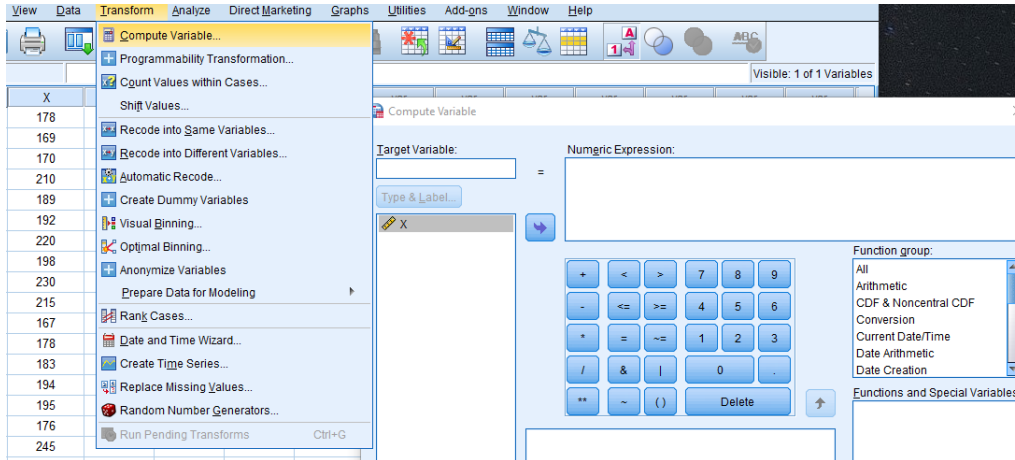 View Data Transform Analyze Direct Marketing Graphs Utilities Add-ons Window Help
A
1
ABC
Visible: 1 of 1 Variables
X
178
169
170
210
189
192
220
198
230
215
167
178
183
194
195
176
245
Compute Variable...
Programmability Transformation...
Count Values within Cases...
Shift Values...
Recode into Same Variables...
Recode into Different Variables...
Automatic Recode...
Create Dummy Variables
Visual Binning...
Optimal Binning...
Anonymize Variables
Prepare Data for Modeling
Rank Cases...
Date and Time Wizard...
Create Time Series...
Replace Missing Values...
Random Number Generators...
Run Pending Transforms Ctrl+G
Compute Variable
Target Variable:
=
Numeric Expression:
Type & Label...
X
+ < > 7 8 9
- <= >= 4 5 6
* = ~= 1 2 3
/ & | 0 .
** ~ ( ) Delete
Function group:
All
Arithmetic
CDF & Noncentral CDF
Conversion
Current Date/Time
Date Arithmetic
Date Creation
Functions and Special Variables